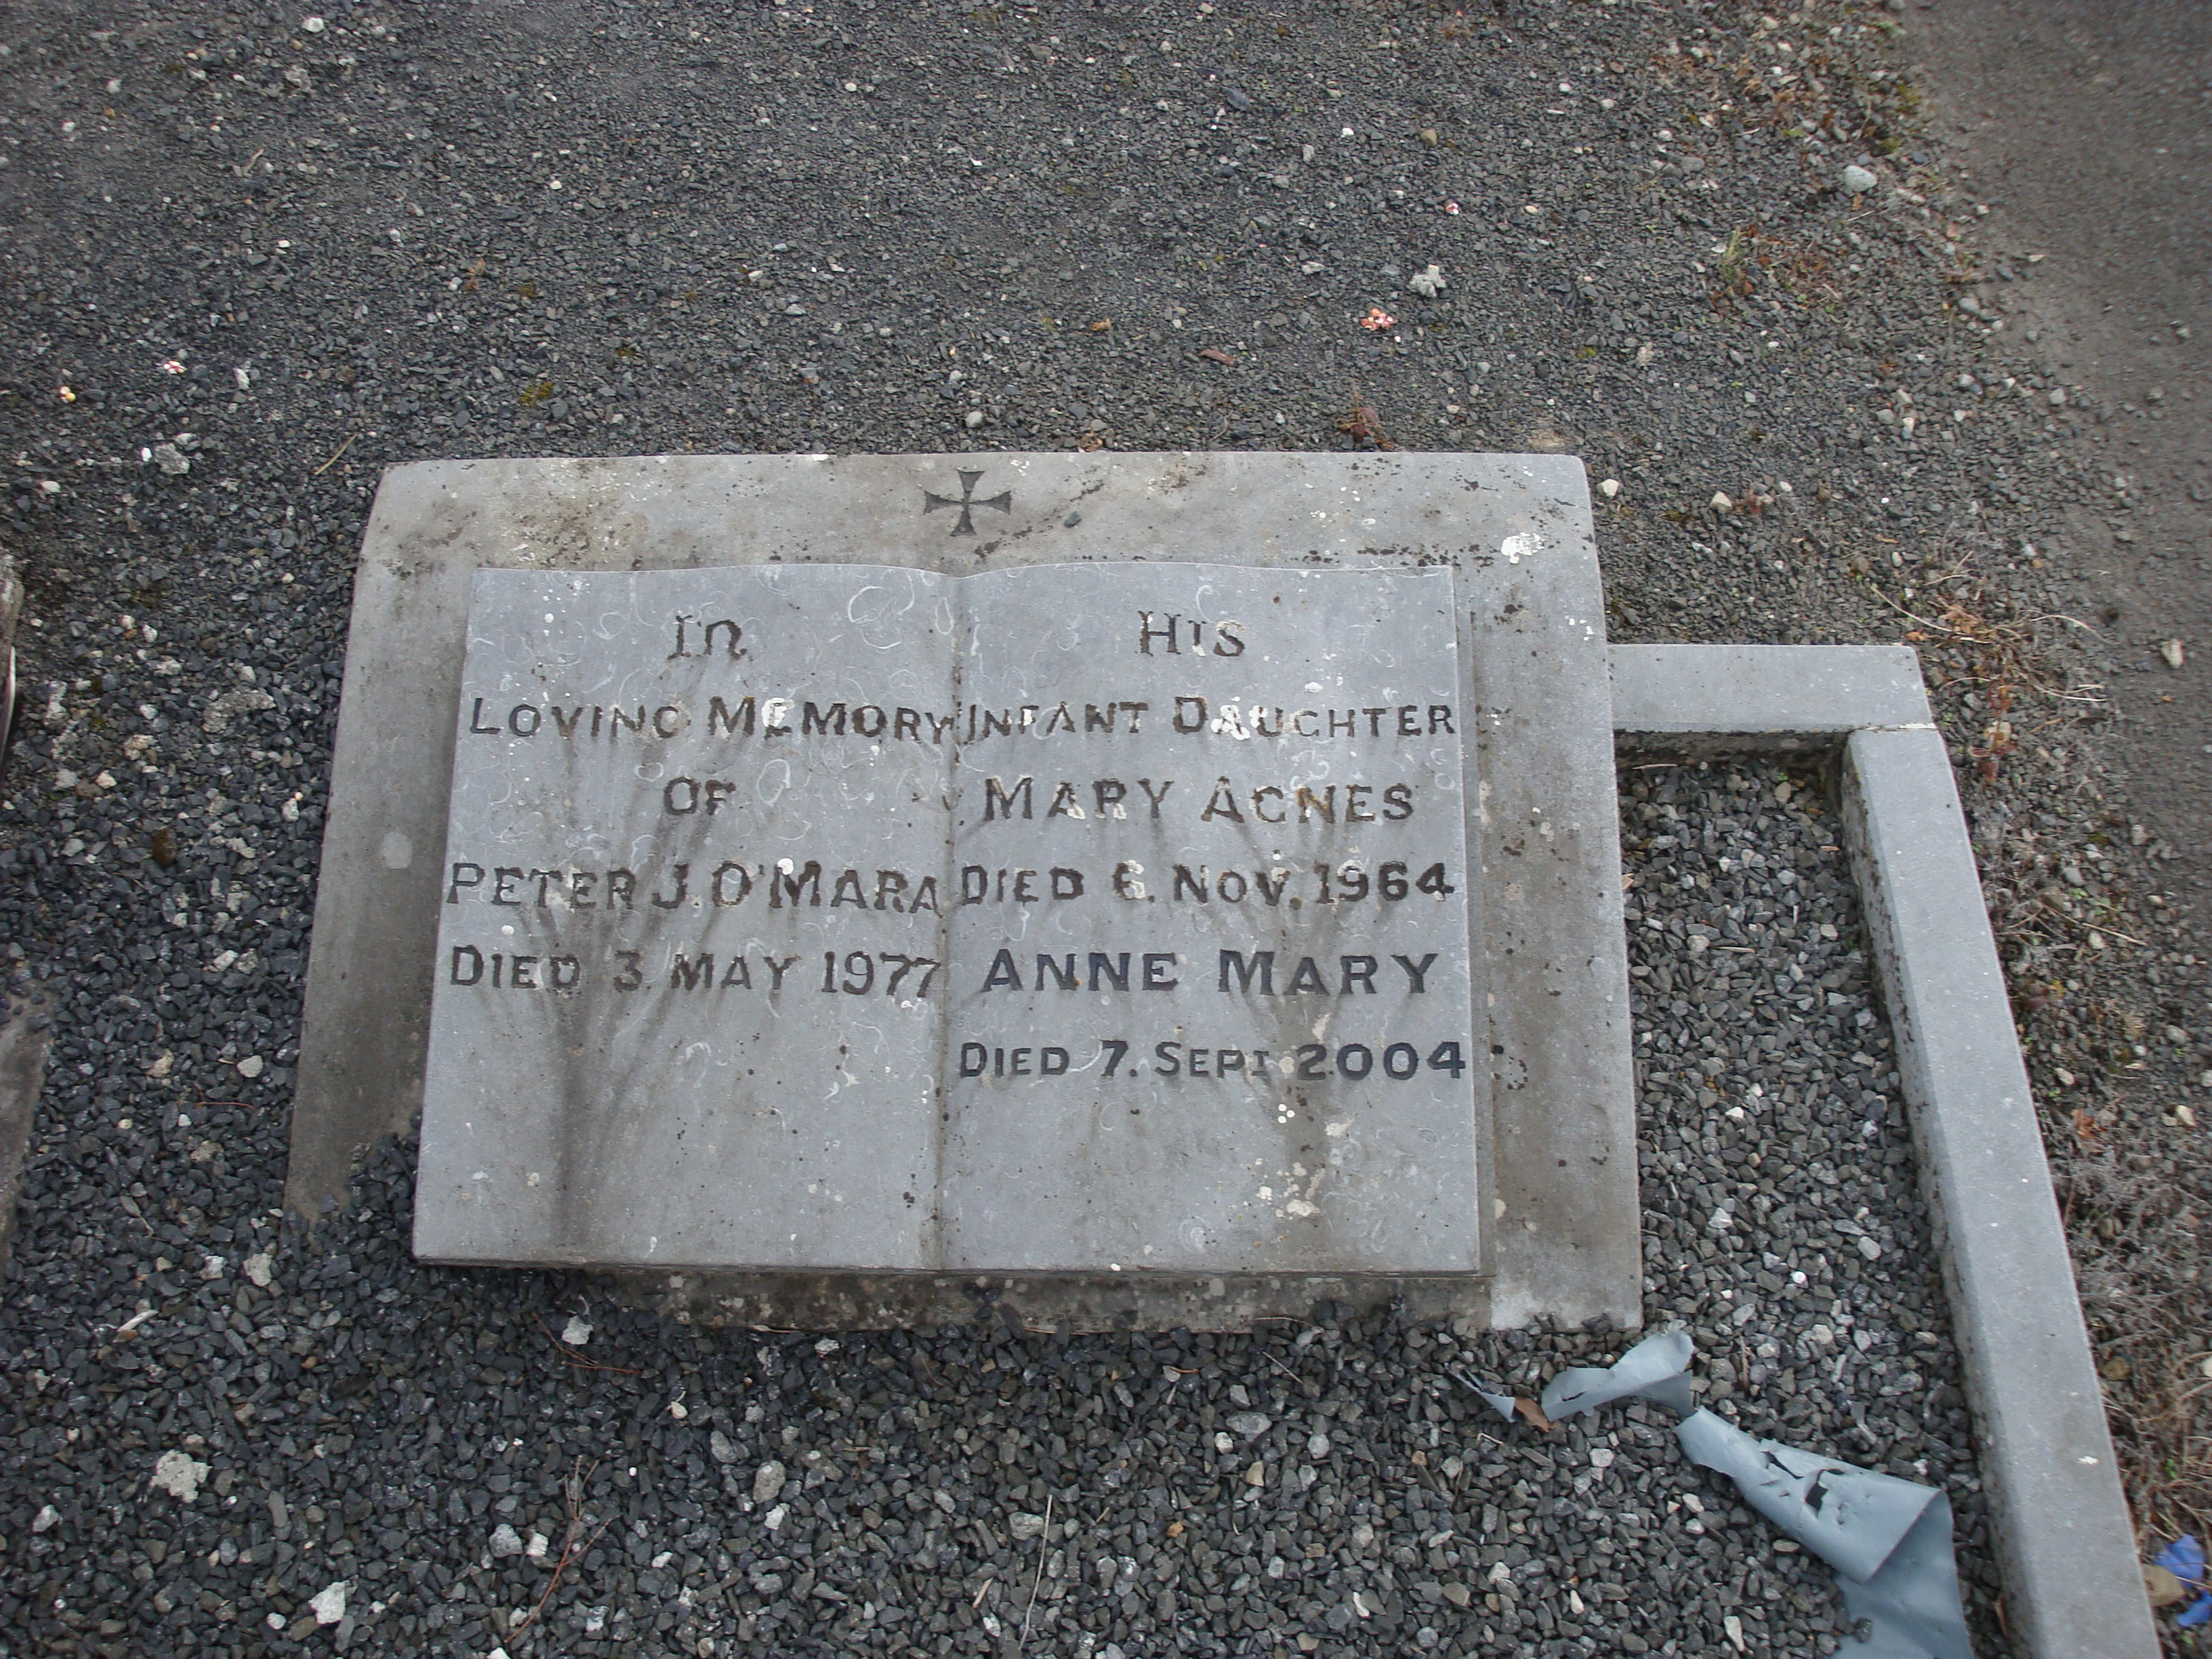 In
LOVING MEMORY
OF
PETER J. O'MARA
DIED 3. MAY 1977
HIS
INFANT DAUGHTER
MARY AGNES
DIED 6. NOV. 1964
ANNE MARY
DIED 7. SEPT 2004